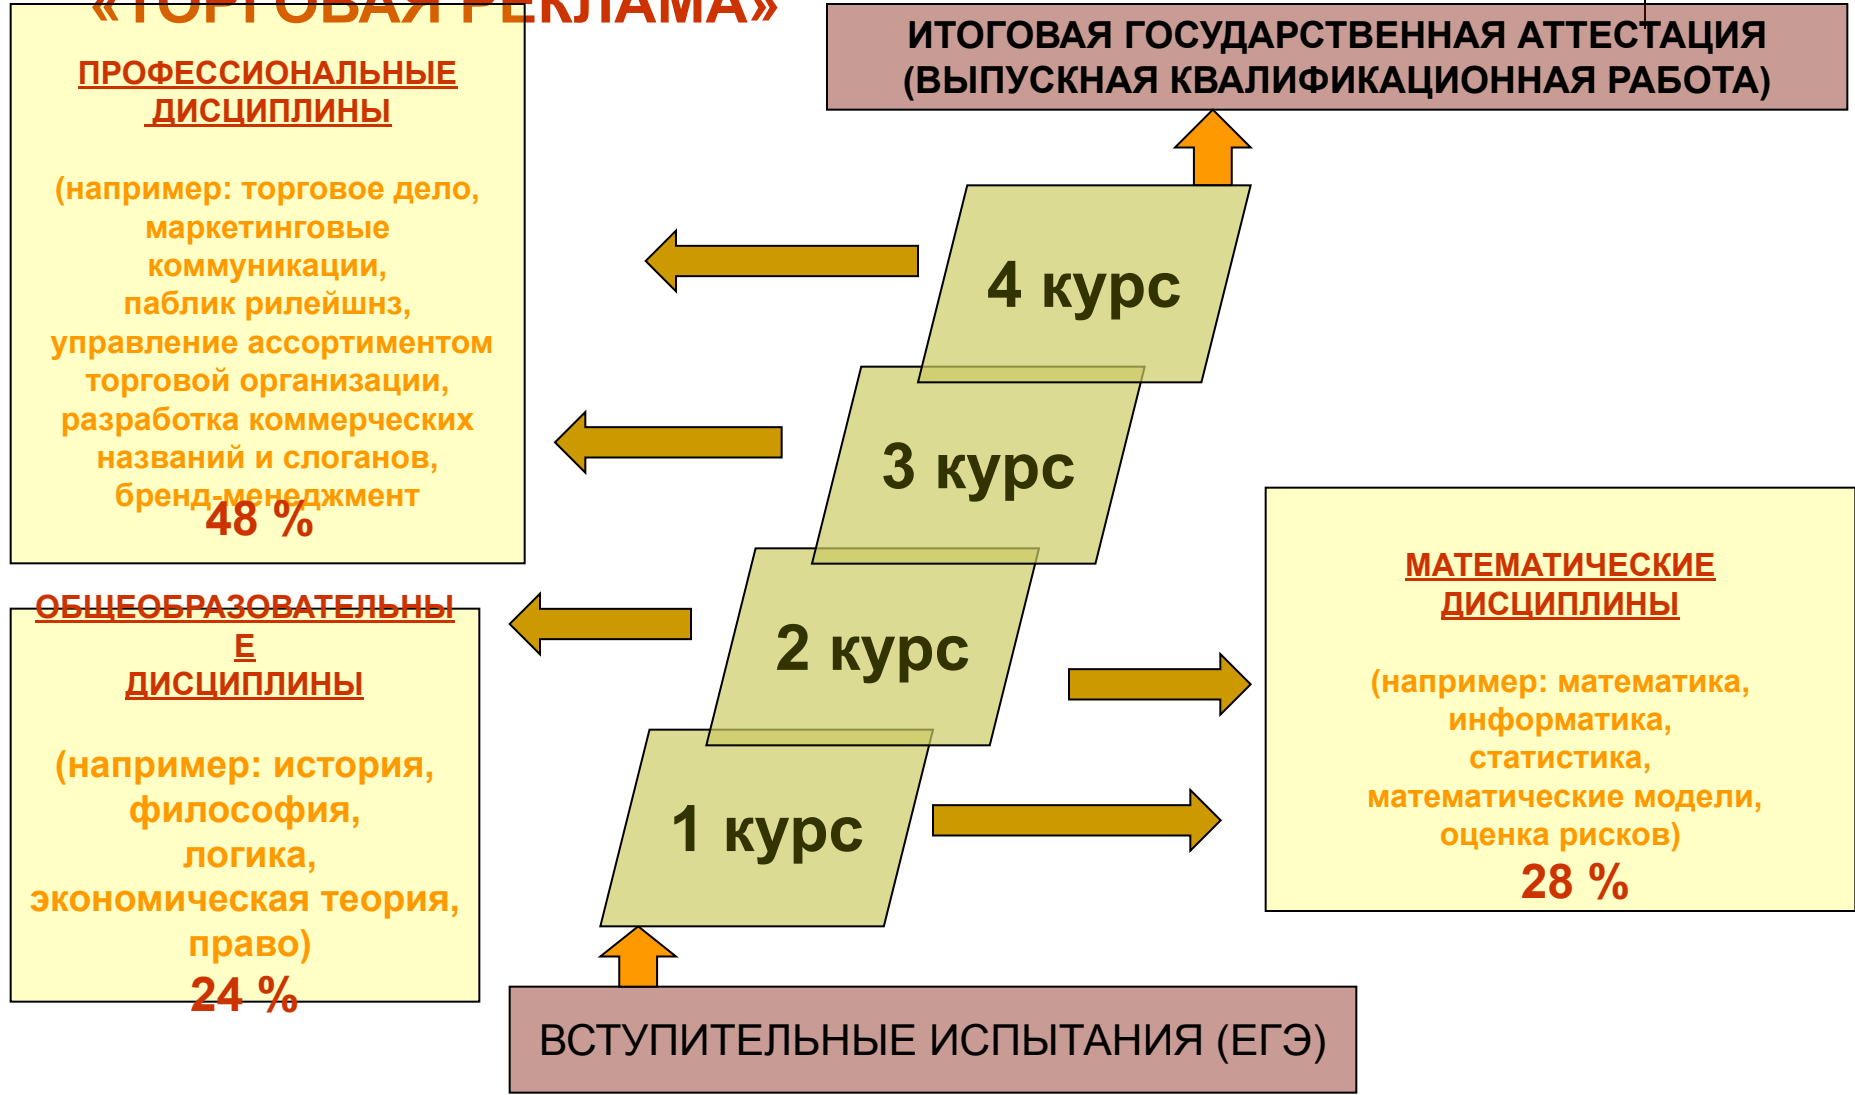 «ТОРГОВАЯ РЕКЛАМА»
ПРОФЕССИОНАЛЬНЫЕ
ДИСЦИПЛИНЫ
(например: торговое дело,
маркетинговые
коммуникации,
паблик рилейшнз,
управление ассортиментом
торговой организации,
разработка коммерческих
названий и слоганов,
бренд-менеджмент
48 %
ОБЩЕОБРАЗОВАТЕЛЬНЫ
Е
ДИСЦИПЛИНЫ
(например: история,
философия,
логика,
экономическая теория,
право)
24 %
ИТОГОВАЯ ГОСУДАРСТВЕННАЯ АТТЕСТАЦИЯ
(ВЫПУСКНАЯ КВАЛИФИКАЦИОННАЯ РАБОТА)
4 курс
3 курс
2 курс
1 курс
МАТЕМАТИЧЕСКИЕ
ДИСЦИПЛИНЫ
(например: математика,
информатика,
статистика,
математические модели,
оценка рисков)
28 %
ВСТУПИТЕЛЬНЫЕ ИСПЫТАНИЯ (ЕГЭ)